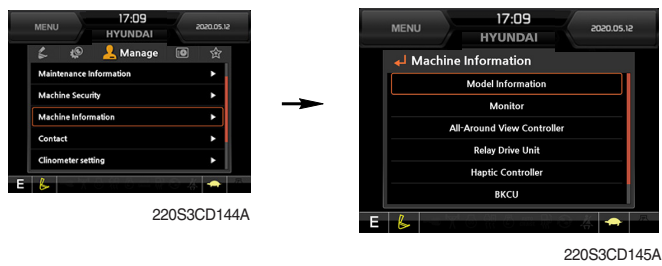 MENU
17:09
HYUNDAI
2020.05.12
Manage
Maintenance Information
Machine Security
Machine Information
Contact
Clinometer setting
E
220S3CD144A
MENU
17:09
HYUNDAI
2020.05.12
Machine Information
Model Information
Monitor
All-Around View Controller
Relay Drive Unit
Haptic Controller
BKCU
E
220S3CD145A